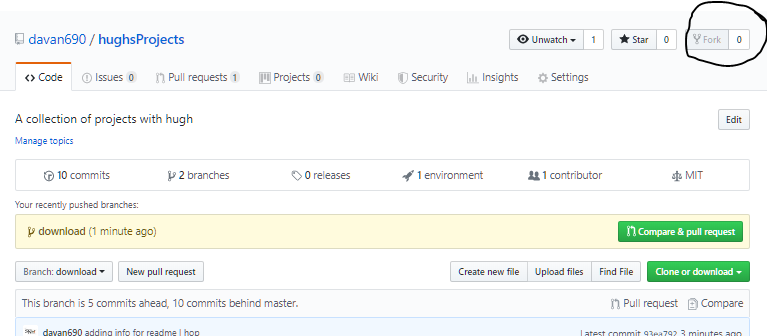 davan690 / hughsProjects
Unwatch 1 Star 0 Fork 0
Code Issues 0 Pull requests 1 Projects 0 Wiki Security Insights Settings
A collection of projects with hugh Edit
Manage topics
10 commits 2 branches 0 releases 1 environment 1 contributor MIT
Your recently pushed branches:
download (1 minute ago) Compare & pull request
Branch: download New pull request Create new file Upload files Find File Clone or download
This branch is 5 commits ahead, 10 commits behind master. Pull request Compare
davan690 adding info for readme | hop Latest commit 93ea792 3 minutes ago